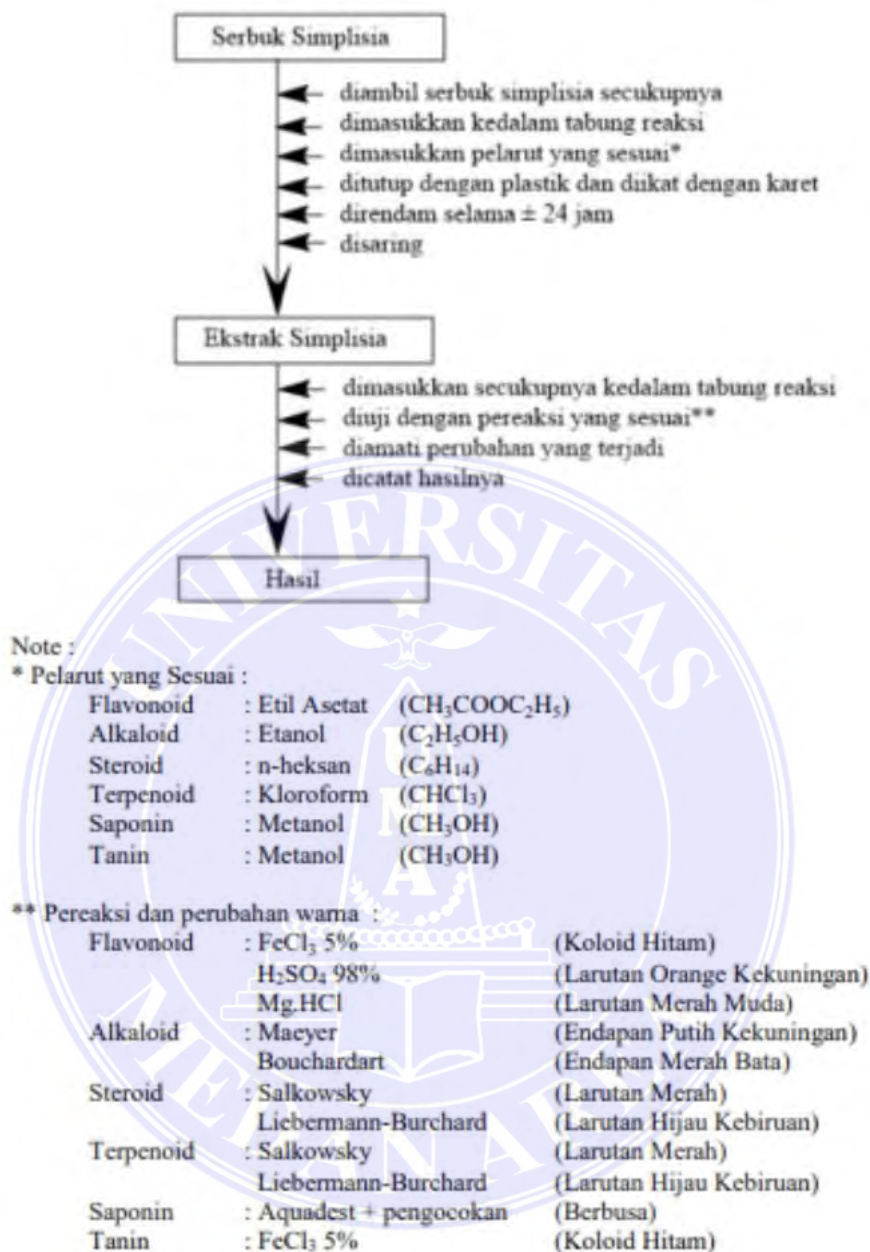 Serbuk Simplisia
diambil serbuk simplisia secukupnya
dimasukkan kedalam tabung reaksi
dimasukkan pelarut yang sesuai*
ditutup dengan plastik dan diikat dengan karet
direndam selama ± 24 jam
disaring
Ekstrak Simplisia
dimasukkan secukupnya kedalam tabung reaksi
diuji dengan pereaksi yang sesuai**
diamati perubahan yang terjadi
dicatat hasilnya
Hasil
UNIVERSITAS
UMA
MEDAN AREA
Note :
* Pelarut yang Sesuai :
Flavonoid : Etil Asetat (CH₃COOC₂H₅)
Alkaloid : Etanol (C₂H₅OH)
Steroid : n-heksan (C₆H₁₄)
Terpenoid : Kloroform (CHCl₃)
Saponin : Metanol (CH₃OH)
Tanin : Metanol (CH₃OH)
** Pereaksi dan perubahan warna :
Flavonoid : FeCl₃ 5% (Koloid Hitam)
H₂SO₄ 98% (Larutan Orange Kekuningan)
Mg.HCl (Larutan Merah Muda)
Alkaloid : Maeyer (Endapan Putih Kekuningan)
Bouchardart (Endapan Merah Bata)
Steroid : Salkowsky (Larutan Merah)
Liebermann-Burchard (Larutan Hijau Kebiruan)
Terpenoid : Salkowsky (Larutan Merah)
Liebermann-Burchard (Larutan Hijau Kebiruan)
Saponin : Aquadest + pengocokan (Berbusa)
Tanin : FeCl₃ 5% (Koloid Hitam)